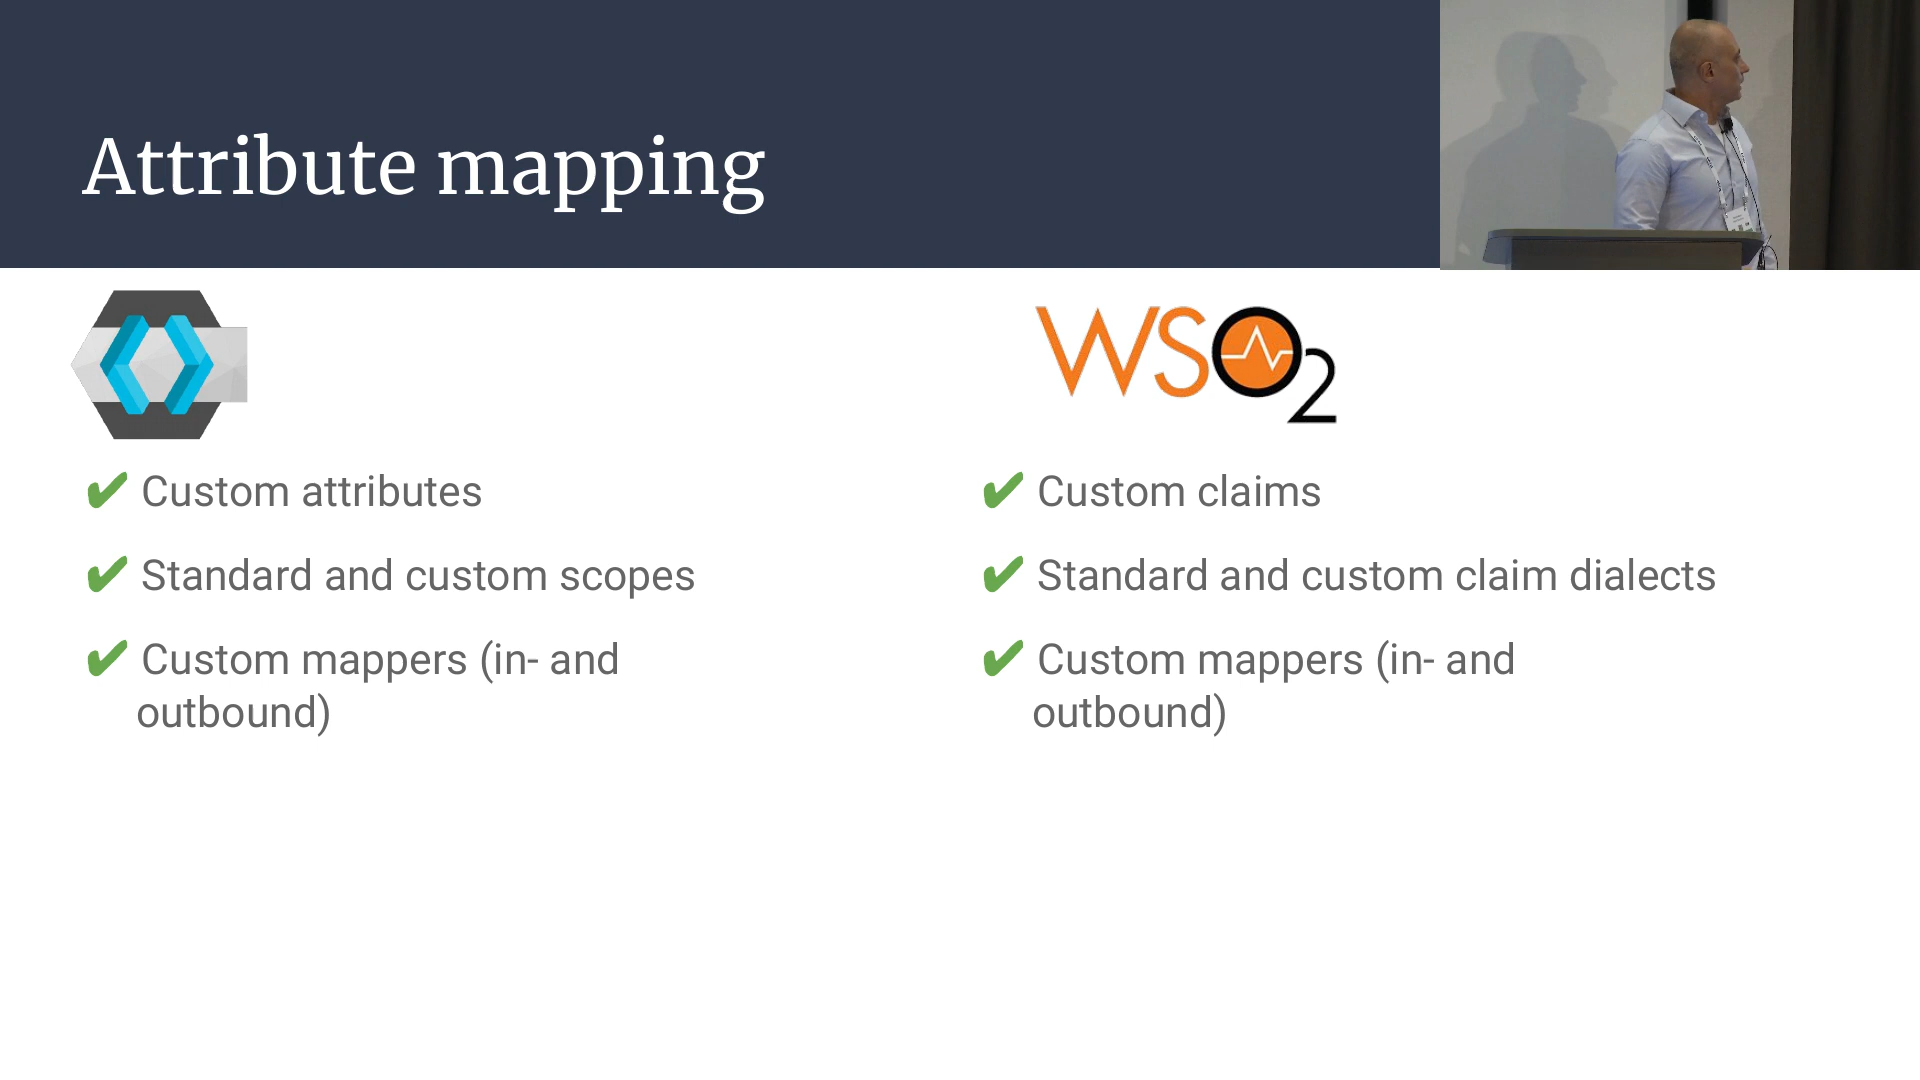 Attribute mapping
WSO2
✔ Custom attributes
✔ Standard and custom scopes
✔ Custom mappers (in- and
outbound)
✔ Custom claims
✔ Standard and custom claim dialects
✔ Custom mappers (in- and
outbound)